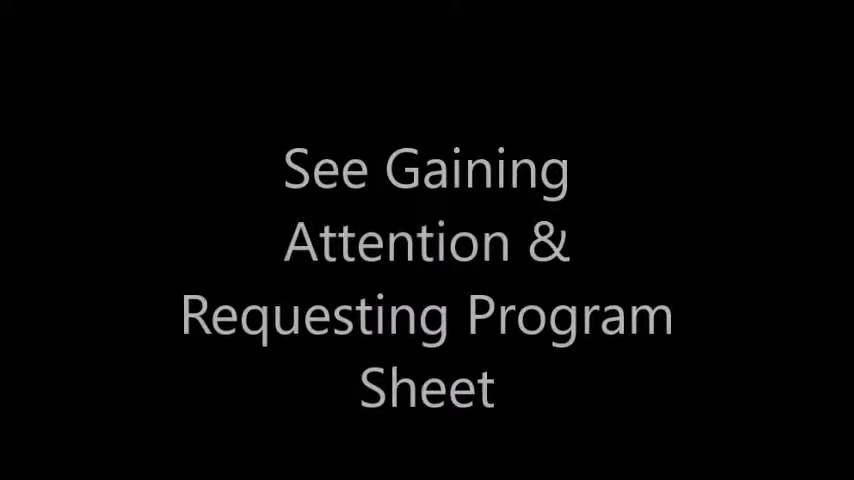 See Gaining
Attention &
Requesting Program
Sheet